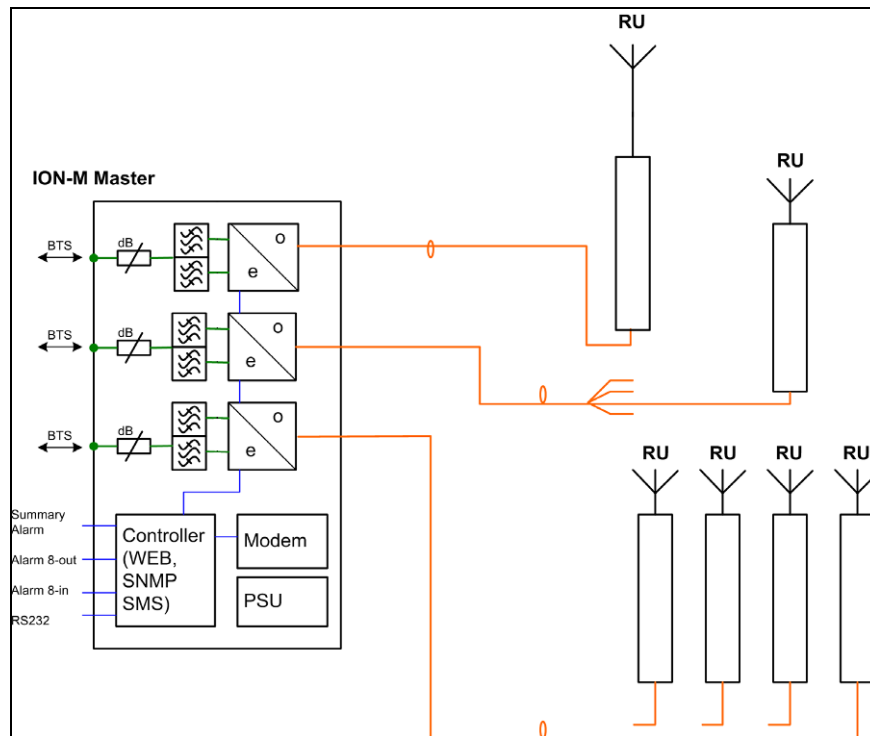 RU
RU
ION-M Master
BTS
dB
o
e
BTS
dB
o
e
BTS
dB
o
e
RU
RU
RU
RU
Summary
Alarm
Alarm 8-out
Alarm 8-in
RS232
Controller
(WEB,
SNMP
SMS)
Modem
PSU